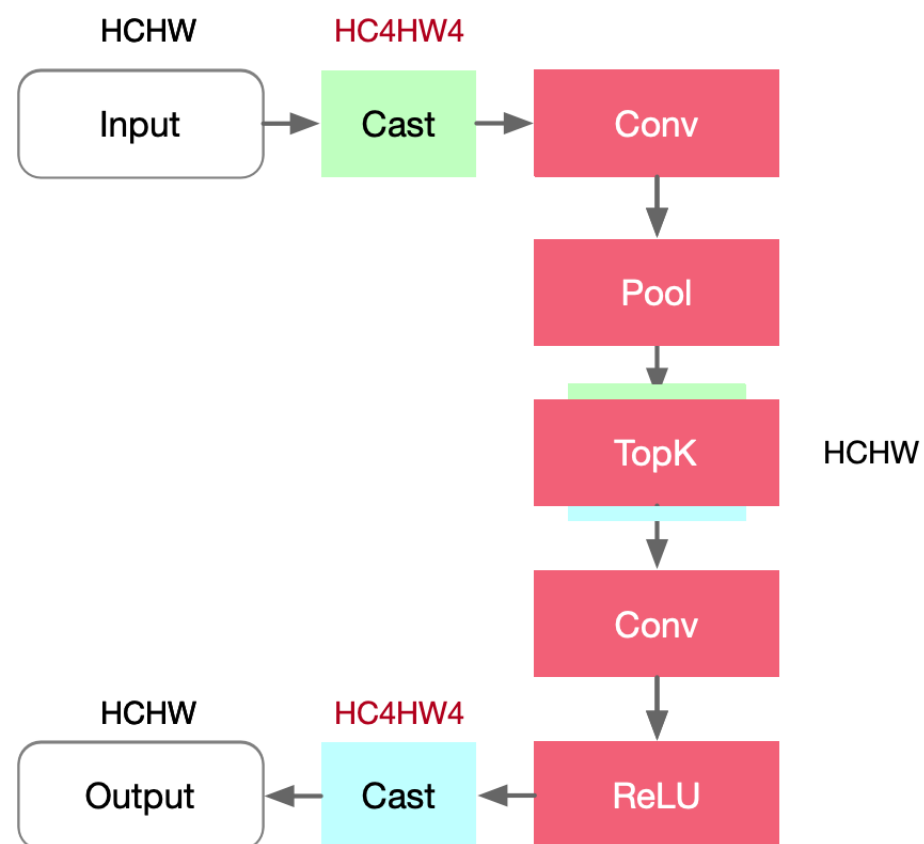 HCHW
HC4HW4
Input
Cast
Conv
Pool
TopK
HCHW
Conv
HCHW
HC4HW4
Output
Cast
ReLU